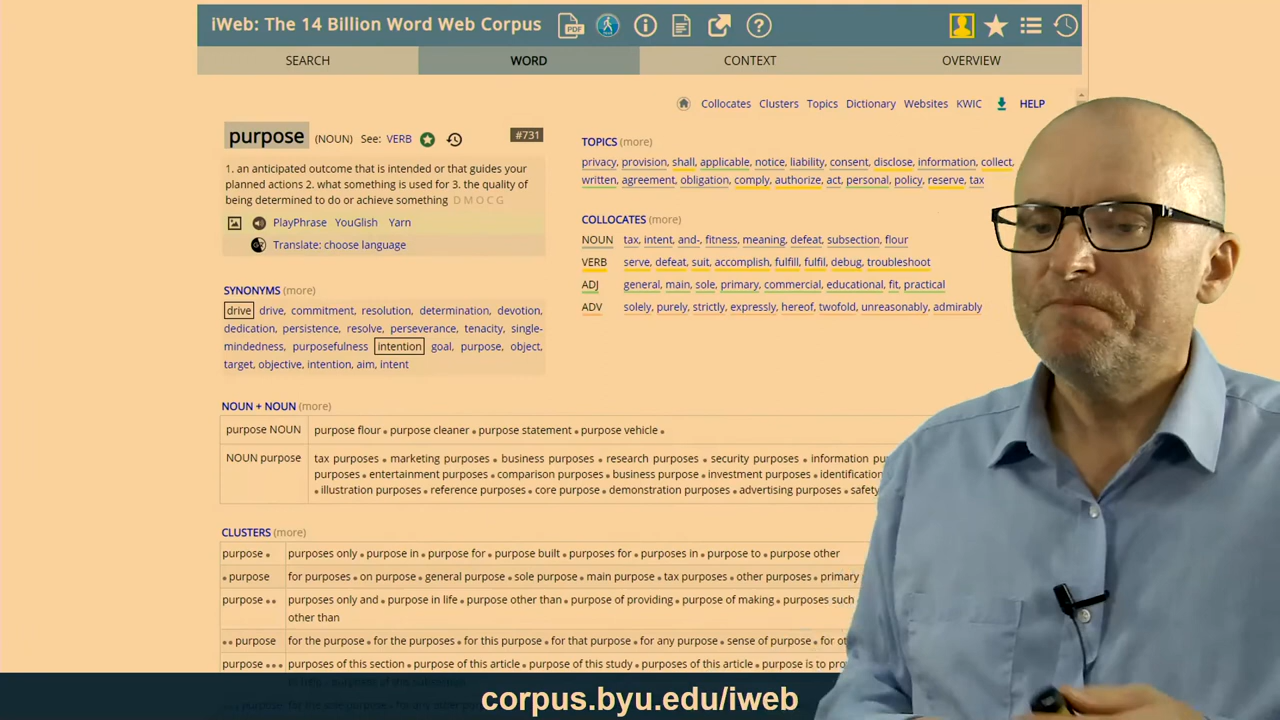 iWeb: The 14 Billion Word Web Corpus PDF
SEARCH WORD CONTEXT OVERVIEW
Collocates Clusters Topics Dictionary Websites KWIC HELP
purpose (NOUN) See: VERB #731
1. an anticipated outcome that is intended or that guides your
planned actions 2. what something is used for 3. the quality of
being determined to do or achieve something D M O C G
PlayPhrase YouGlish Yarn
Translate: choose language
SYNONYMS (more)
drive drive, commitment, resolution, determination, devotion,
dedication, persistence, resolve, perseverance, tenacity, single-
mindedness, purposefulness intention goal, purpose, object,
target, objective, intention, aim, intent
TOPICS (more)
privacy, provision, shall, applicable, notice, liability, consent, disclose, information, collect,
written, agreement, obligation, comply, authorize, act, personal, policy, reserve, tax
COLLOCATES (more)
NOUN tax, intent, and-, fitness, meaning, defeat, subsection, flour
VERB serve, defeat, suit, accomplish, fulfill, fulfil, debug, troubleshoot
ADJ general, main, sole, primary, commercial, educational, fit, practical
ADV solely, purely, strictly, expressly, hereof, twofold, unreasonably, admirably
NOUN + NOUN (more)
purpose NOUN purpose flour • purpose cleaner • purpose statement • purpose vehicle •
NOUN purpose tax purposes • marketing purposes • business purposes • research purposes • security purposes • information
purposes • entertainment purposes • comparison purposes • business purpose • investment purposes • identification
• illustration purposes • reference purposes • core purpose • demonstration purposes • advertising purposes • safety
CLUSTERS (more)
purpose • purposes only • purpose in • purpose for • purpose built • purposes for • purposes in • purpose to • purpose other
• purpose for purposes • on purpose • general purpose • sole purpose • main purpose • tax purposes • other purposes • primary
purpose • • purposes only and • purpose in life • purpose other than • purpose of providing • purpose of making • purposes such
other than
• • purpose for the purpose • for the purposes • for this purpose • for that purpose • for any purpose • sense of purpose •
purpose • • • purposes of this section • purpose of this article • purpose of this study • purposes of this article • purpose is to
corpus.byu.edu/iweb